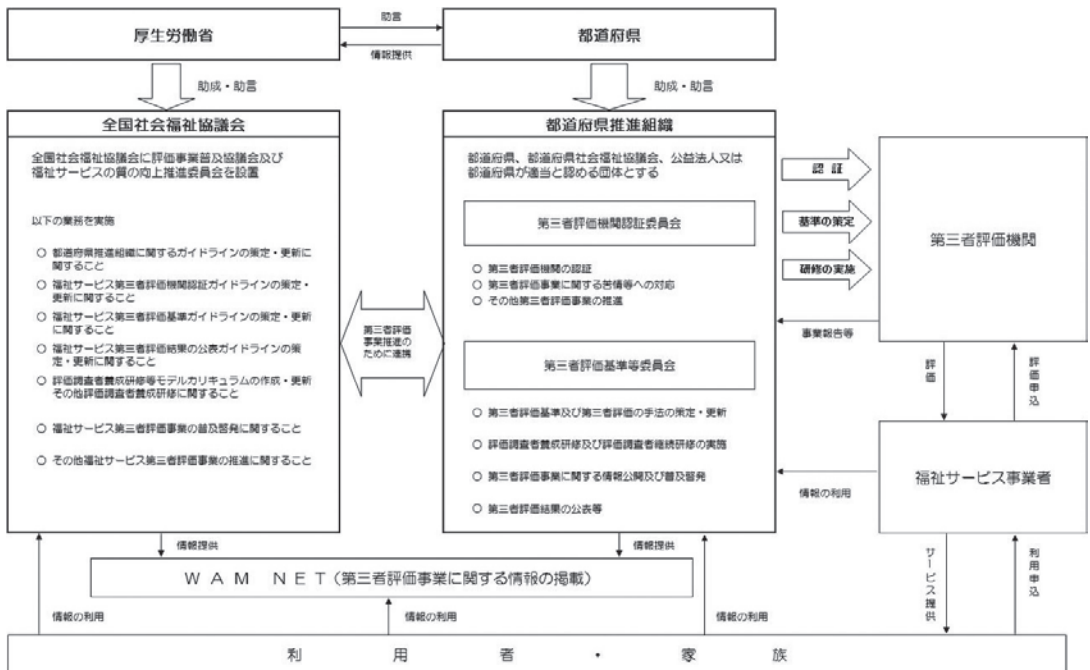 厚生労働省
助言
情報提供
都道府県
助成・助言
助成・助言
全国社会福祉協議会
全国社会福祉協議会に評価事業普及協議会及び
福祉サービスの質の向上推進委員会を設置
以下の業務を実施
○ 都道府県推進組織に関するガイドラインの策定・更新に
関すること
○ 福祉サービス第三者評価機関認証ガイドラインの策定・
更新に関すること
○ 福祉サービス第三者評価基準ガイドラインの策定・更新
に関すること
○ 福祉サービス第三者評価結果の公表ガイドラインの策
定・更新に関すること
○ 評価調査者養成研修等モデルカリキュラムの作成・更新
その他評価調査者養成研修に関すること
○ 福祉サービス第三者評価事業の普及啓発に関すること
○ その他福祉サービス第三者評価事業の推進に関すること
第三者評価
事業推進の
ために連携
都道府県推進組織
都道府県、都道府県社会福祉協議会、公益法人又は
都道府県が適当と認める団体とする
第三者評価機関認証委員会
○ 第三者評価機関の認証
○ 第三者評価事業に関する苦情等への対応
○ その他第三者評価事業の推進
第三者評価基準等委員会
○ 第三者評価基準及び第三者評価の手法の策定・更新
○ 評価調査者養成研修及び評価調査者継続研修の実施
○ 第三者評価事業に関する情報公開及び普及啓発
○ 第三者評価結果の公表等
認 証
基準の策定
研修の実施
第三者評価機関
事業報告等
評価
評価申込
福祉サービス事業者
情報の利用
サービス提供
利用申込
情報提供
情報提供
WAM NET(第三者評価事業に関する情報の掲載)
情報の利用
情報の利用
情報の利用
利用者・家族